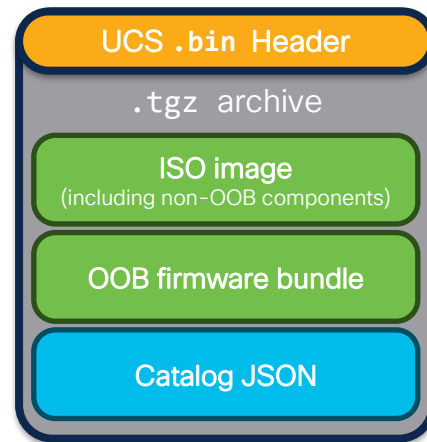 UCS .bin Header
.tgz archive
ISO image
(including non-OOB components)
OOB firmware bundle
Catalog JSON